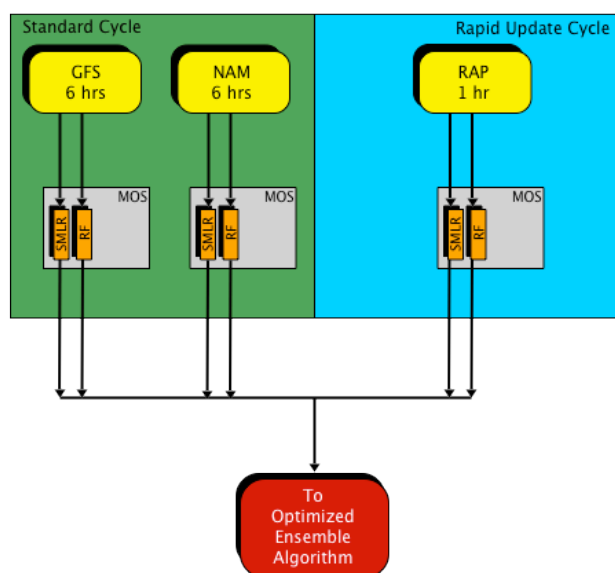 Standard Cycle
Rapid Update Cycle
GFS
6 hrs
NAM
6 hrs
RAP
1 hr
MOS
SMLR
RF
MOS
SMLR
RF
MOS
SMLR
RF
To
Optimized
Ensemble
Algorithm